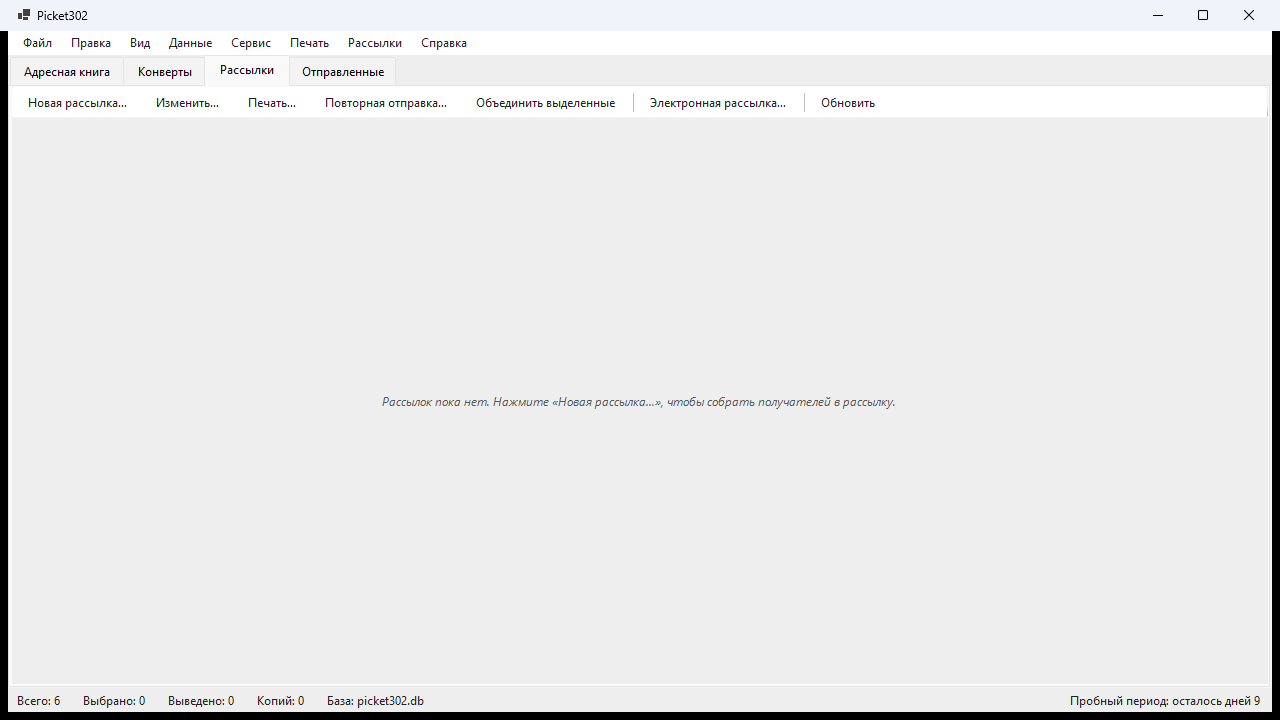 Picket302
Файл Правка Вид Данные Сервис Печать Рассылки Справка
Адресная книга Конверты Рассылки Отправленные
Новая рассылка... Изменить... Печать... Повторная отправка... Объединить выделенные Электронная рассылка... Обновить
Рассылок пока нет. Нажмите «Новая рассылка...», чтобы собрать получателей в рассылку.
Всего: 6 Выбрано: 0 Выведено: 0 Копий: 0 База: picket302.db Пробный период: осталось дней 9